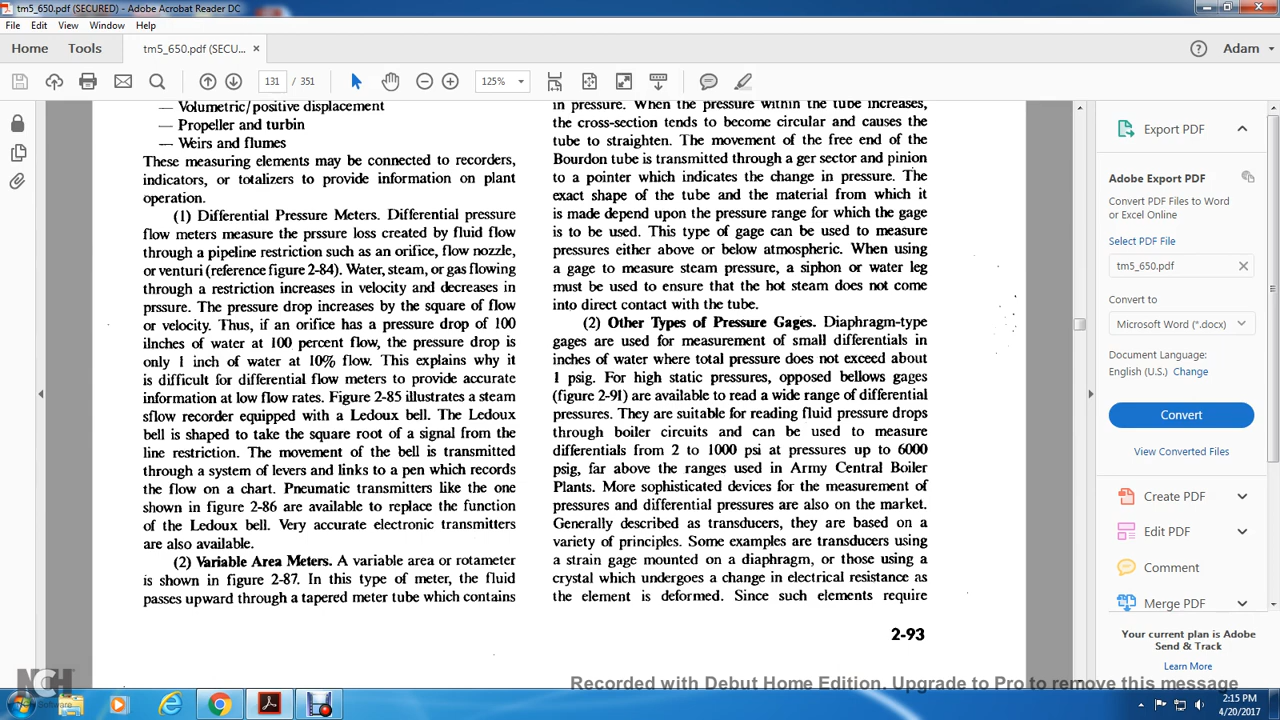 tm5_650.pdf (SECURED) - Adobe Acrobat Reader DC
File Edit View Window Help
Home Tools tm5_650.pdf (SECU... × Adam
131 / 351 125%
— Volumetric/positive displacement
— Propeller and turbin
— Weirs and flumes
These measuring elements may be connected to recorders,
indicators, or totalizers to provide information on plant
operation.
(1) Differential Pressure Meters. Differential pressure
flow meters measure the prssure loss created by fluid flow
through a pipeline restriction such as an orifice, flow nozzle,
or venturi (reference figure 2-84). Water, steam, or gas flowing
through a restriction increases in velocity and decreases in
prssure. The pressure drop increases by the square of flow
or velocity. Thus, if an orifice has a pressure drop of 100
ilnches of water at 100 percent flow, the pressure drop is
only 1 inch of water at 10% flow. This explains why it
is difficult for differential flow meters to provide accurate
information at low flow rates. Figure 2-85 illustrates a steam
sflow recorder equipped with a Ledoux bell. The Ledoux
bell is shaped to take the square root of a signal from the
line restriction. The movement of the bell is transmitted
through a system of levers and links to a pen which records
the flow on a chart. Pneumatic transmitters like the one
shown in figure 2-86 are available to replace the function
of the Ledoux bell. Very accurate electronic transmitters
are also available.
(2) Variable Area Meters. A variable area or rotameter
is shown in figure 2-87. In this type of meter, the fluid
passes upward through a tapered meter tube which contains
in pressure. When the pressure within the tube increases,
the cross-section tends to become circular and causes the
tube to straighten. The movement of the free end of the
Bourdon tube is transmitted through a ger sector and pinion
to a pointer which indicates the change in pressure. The
exact shape of the tube and the material from which it
is made depend upon the pressure range for which the gage
is to be used. This type of gage can be used to measure
pressures either above or below atmospheric. When using
a gage to measure steam pressure, a siphon or water leg
must be used to ensure that the hot steam does not come
into direct contact with the tube.
(2) Other Types of Pressure Gages. Diaphragm-type
gages are used for measurement of small differentials in
inches of water where total pressure does not exceed about
1 psig. For high static pressures, opposed bellows gages
(figure 2-91) are available to read a wide range of differential
pressures. They are suitable for reading fluid pressure drops
through boiler circuits and can be used to measure
differentials from 2 to 1000 psi at pressures up to 6000
psig, far above the ranges used in Army Central Boiler
Plants. More sophisticated devices for the measurement of
pressures and differential pressures are also on the market.
Generally described as transducers, they are based on a
variety of principles. Some examples are transducers using
a strain gage mounted on a diaphragm, or those using a
crystal which undergoes a change in electrical resistance as
the element is deformed. Since such elements require
2-93
Export PDF
Adobe Export PDF
Convert PDF Files to Word
or Excel Online
Select PDF File
tm5_650.pdf
Convert to
Microsoft Word (*.docx)
Document Language:
English (U.S.) Change
Convert
View Converted Files
Create PDF
Edit PDF
Comment
Merge PDF
Your current plan is Adobe
Send & Track
Learn More
NCH Software
Recorded with Debut Home Edition. Upgrade to Pro to remove this message
2:15 PM
4/20/2017